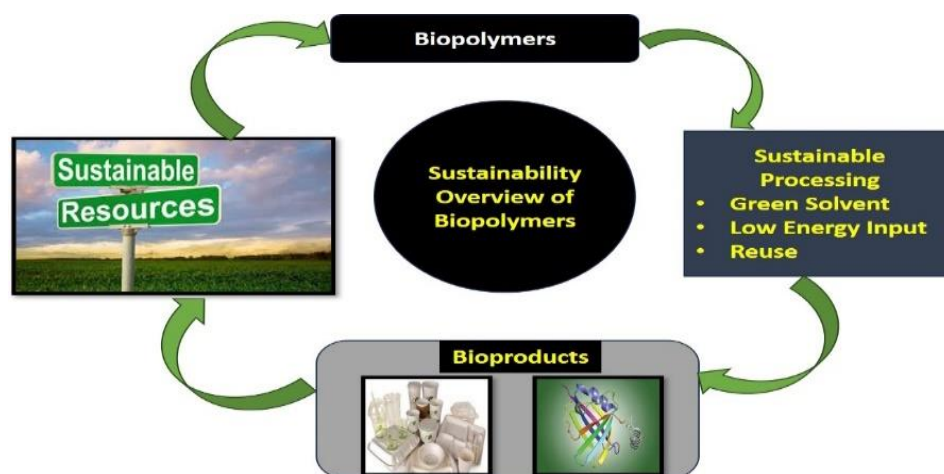 Biopolymers
Sustainable
Resources
Sustainability
Overview of
Biopolymers
Sustainable
Processing
• Green Solvent
• Low Energy Input
• Reuse
Bioproducts